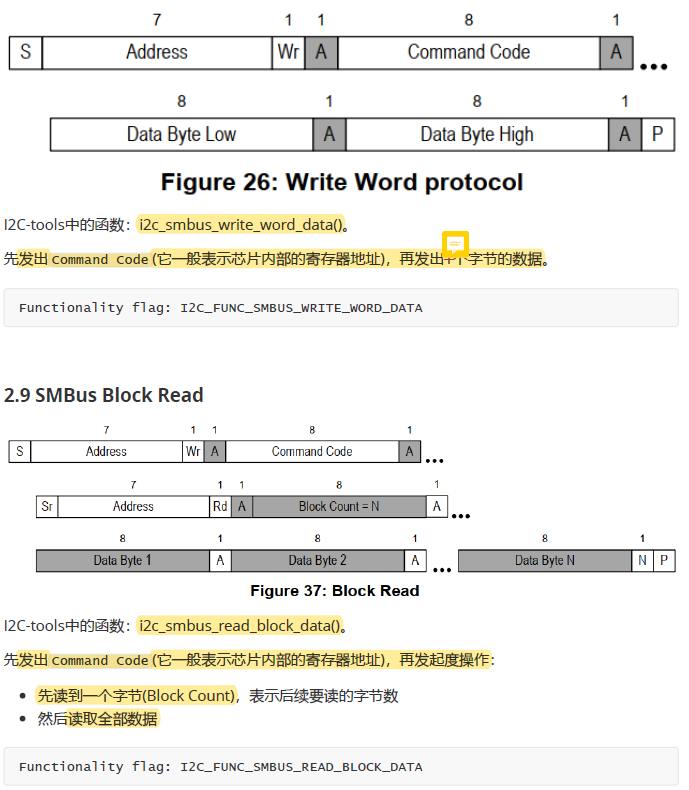 7 1 1 8 1
S Address Wr A Command Code A ...
8 1 8 1
Data Byte Low A Data Byte High A P
Figure 26: Write Word protocol
I2C-tools中的函数：i2c_smbus_write_word_data()。
先发出Command Code(它一般表示芯片内部的寄存器地址)，再发出 个字节的数据。
Functionality flag: I2C_FUNC_SMBUS_WRITE_WORD_DATA
2.9 SMBus Block Read
7 1 1 8 1
S Address Wr A Command Code A ...
7 1 1 8 1
Sr Address Rd A Block Count = N A ...
8 1 8 1 8 1
Data Byte 1 A Data Byte 2 A ... Data Byte N N P
Figure 37: Block Read
I2C-tools中的函数：i2c_smbus_read_block_data()。
先发出Command Code(它一般表示芯片内部的寄存器地址)，再发起度操作：
• 先读到一个字节(Block Count)，表示后续要读的字节数
• 然后读取全部数据
Functionality flag: I2C_FUNC_SMBUS_READ_BLOCK_DATA